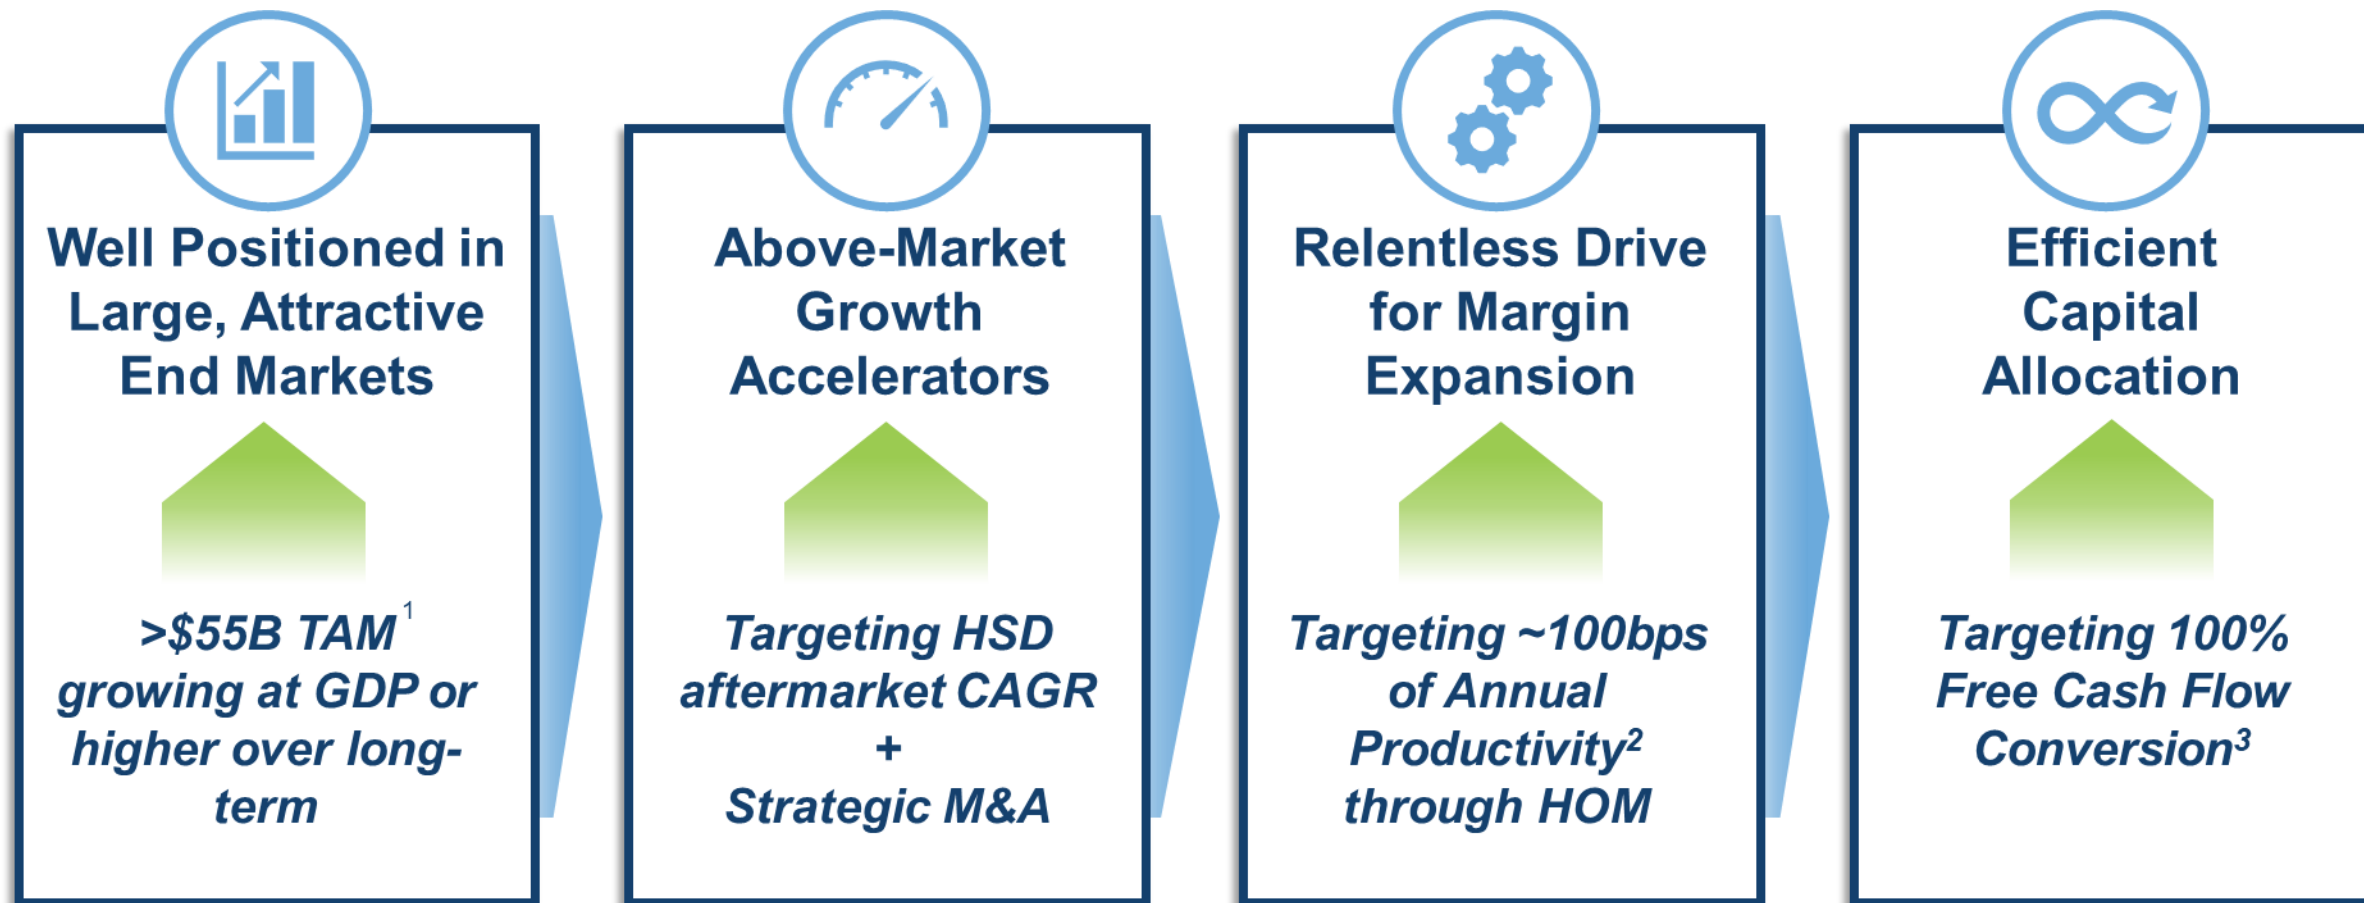 Well Positioned in
Large, Attractive
End Markets
>$55B TAM 1
growing at GDP or
higher over long-
term
Above-Market
Growth
Accelerators
Targeting HSD
aftermarket CAGR
+
Strategic M&A
Relentless Drive
for Margin
Expansion
Targeting ~100bps
of Annual
Productivity2
through HOM
Efficient
Capital
Allocation
Targeting 100%
Free Cash Flow
Conversion3